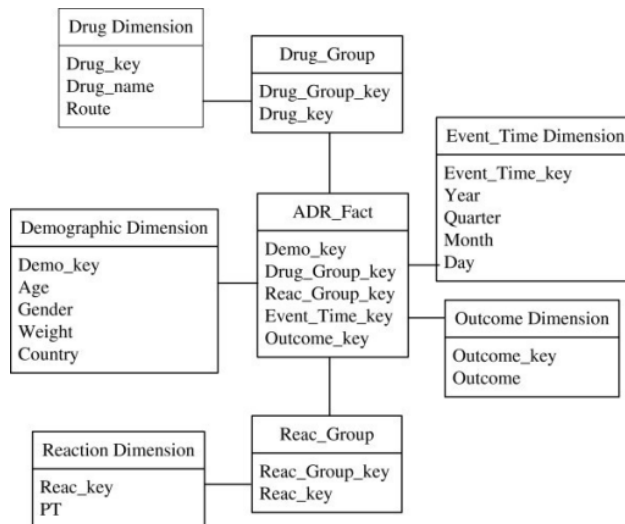 Drug Dimension
Drug_key
Drug_name
Route
Drug_Group
Drug_Group_key
Drug_key
Event_Time Dimension
Event_Time_key
Year
Quarter
Month
Day
ADR_Fact
Demo_key
Drug_Group_key
Reac_Group_key
Event_Time_key
Outcome_key
Demographic Dimension
Demo_key
Age
Gender
Weight
Country
Outcome Dimension
Outcome_key
Outcome
Reac_Group
Reac_Group_key
Reac_key
Reaction Dimension
Reac_key
PT